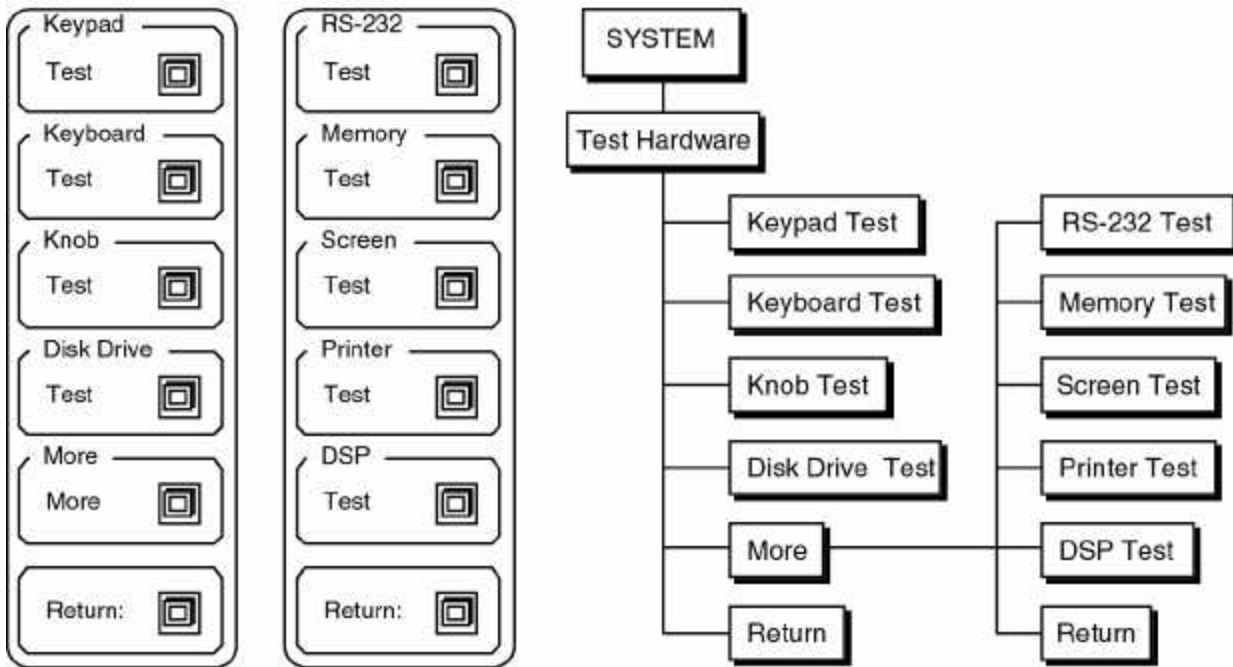 Keypad
Test
Keyboard
Test
Knob
Test
Disk Drive
Test
More
More
Return:
RS-232
Test
Memory
Test
Screen
Test
Printer
Test
DSP
Test
Return:
SYSTEM
Test Hardware
Keypad Test
Keyboard Test
Knob Test
Disk Drive Test
More
Return
RS-232 Test
Memory Test
Screen Test
Printer Test
DSP Test
Return